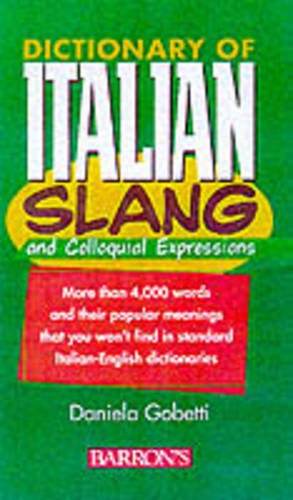 DICTIONARY OF
ITALIAN
SLANG
and Colloquial Expressions
More than 4,000 words
and their popular meanings
that you won't find in standard
Italian-English dictionaries
Daniela Gobetti
BARRON'S